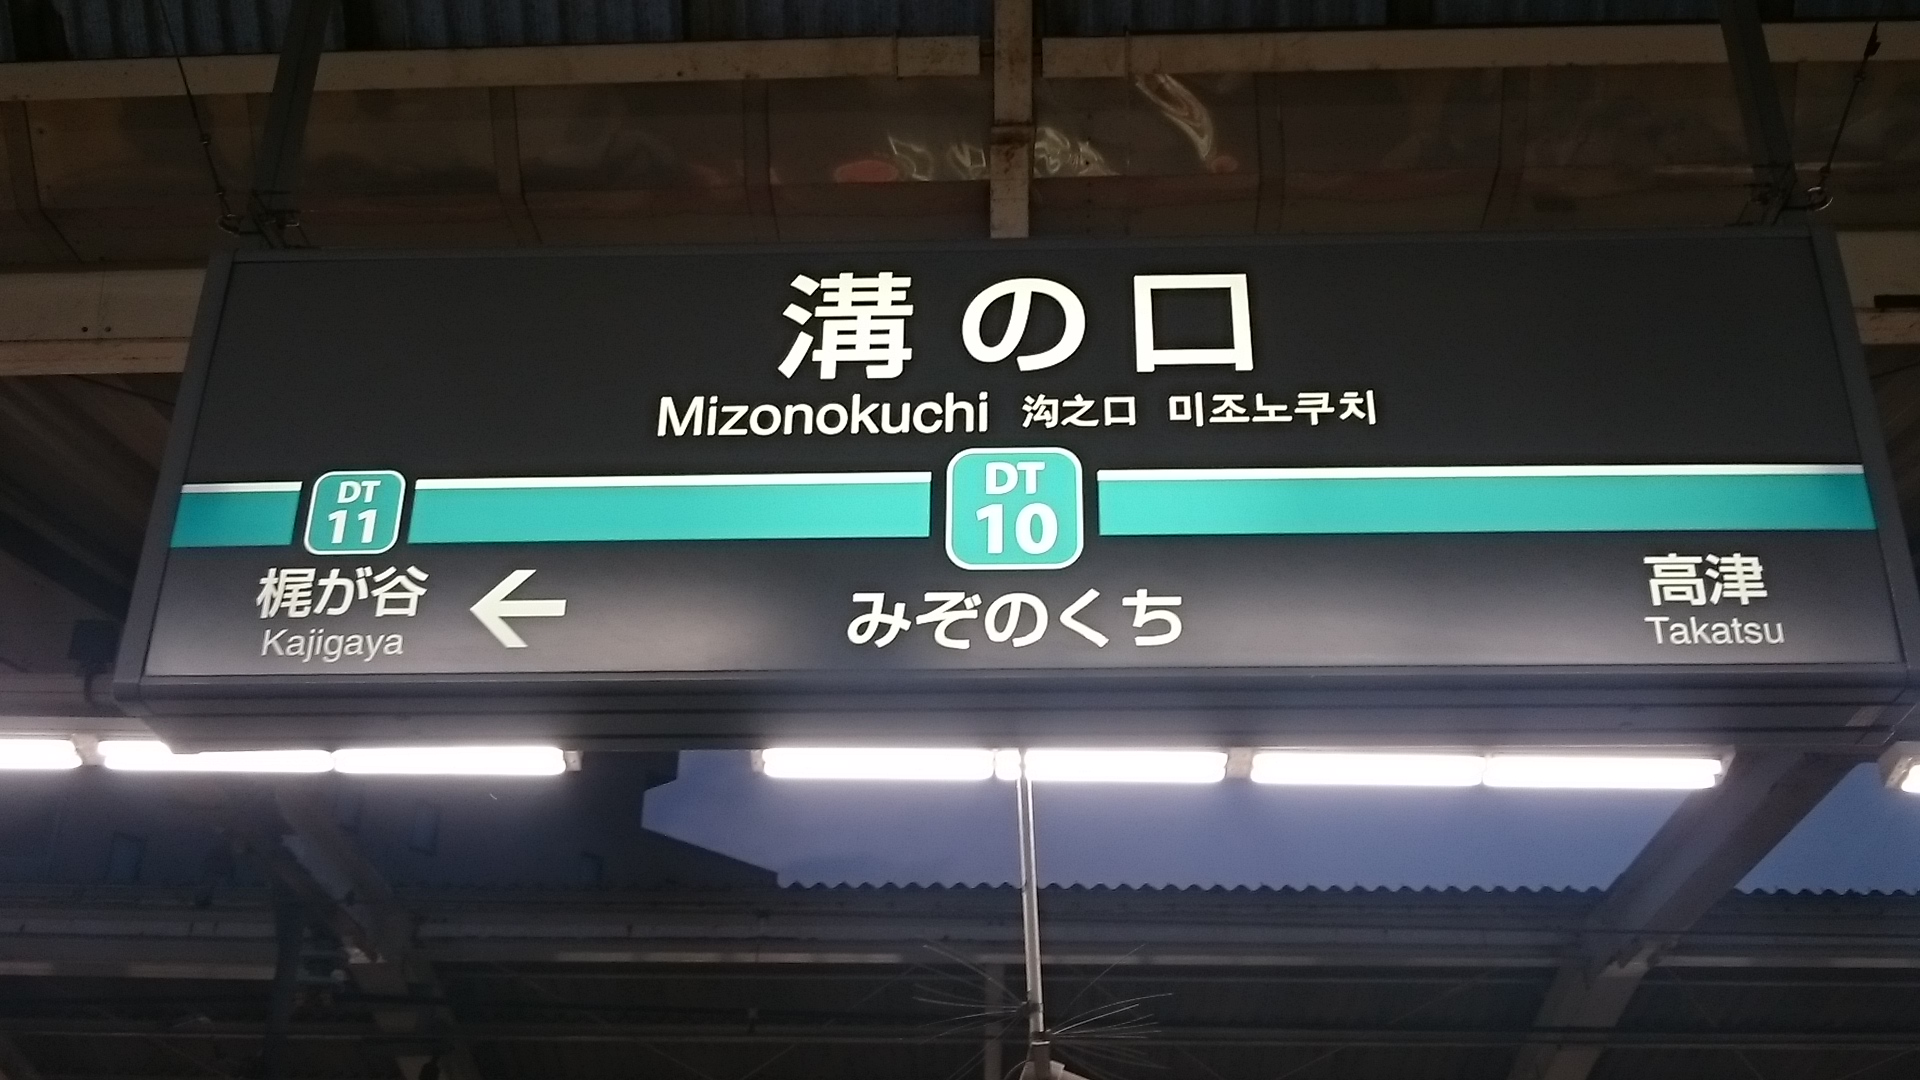 溝の口
Mizonokuchi 沟之口 미조노쿠치
DT 11
DT 10
梶が谷 ← みぞのくち 高津
Kajigaya Takatsu